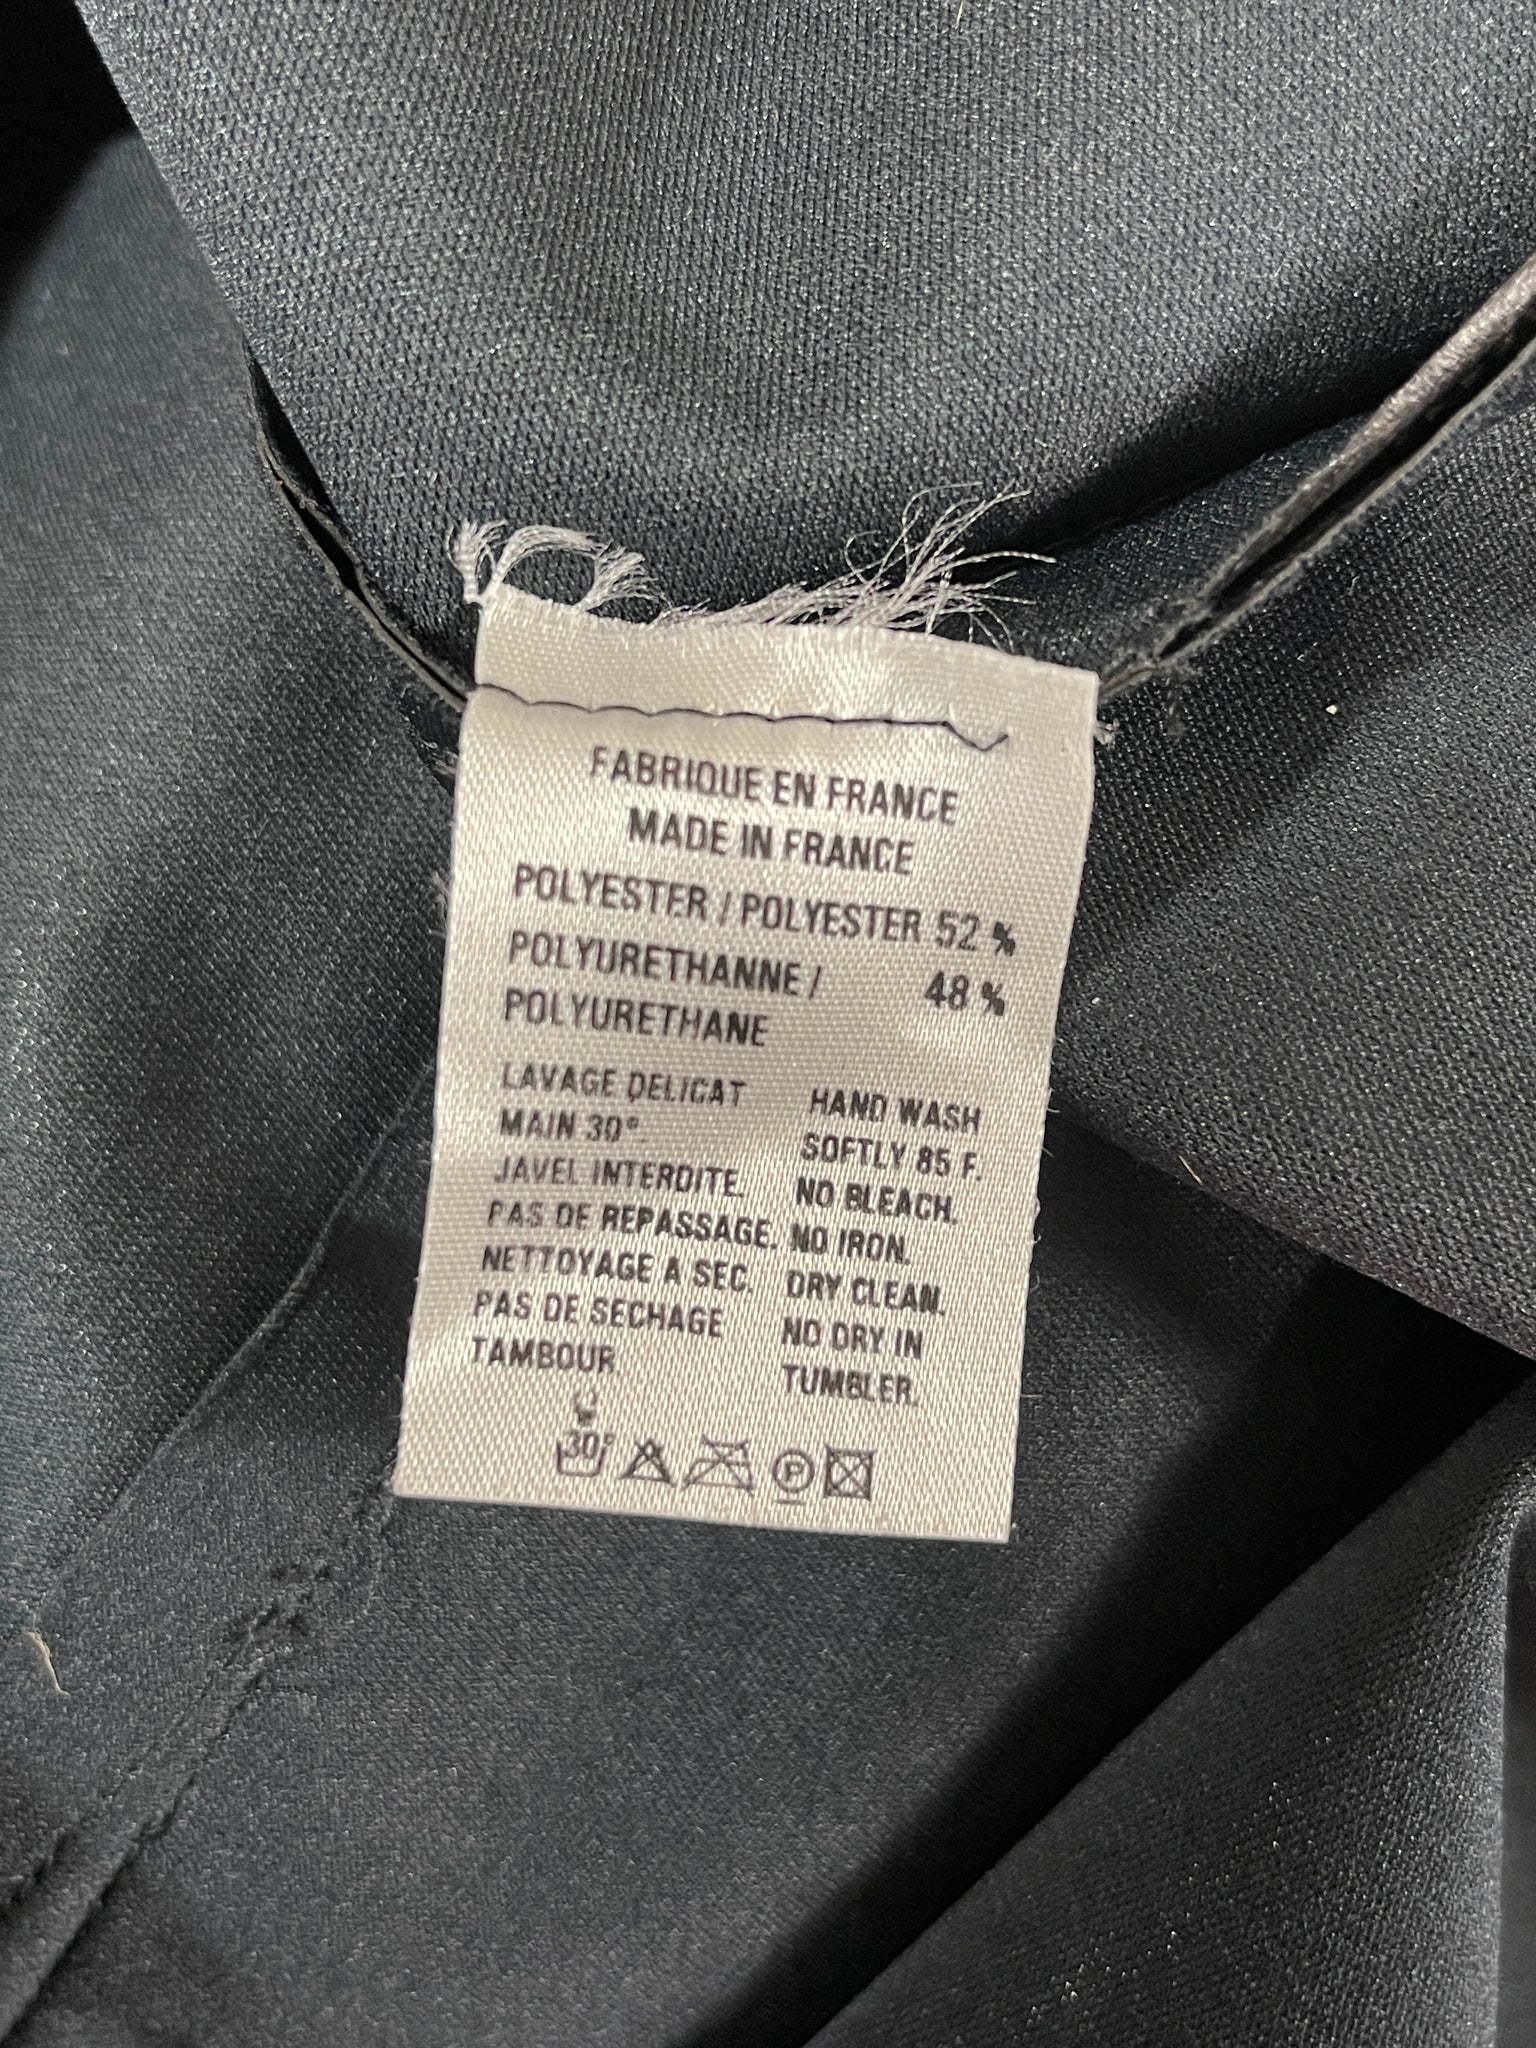 FABRIQUE EN FRANCE
MADE IN FRANCE
POLYESTER / POLYESTER 52 %
POLYURETHANNE / 48 %
POLYURETHANE
LAVAGE DELICAT
MAIN 30°.
JAVEL INTERDITE.
PAS DE REPASSAGE.
NETTOYAGE A SEC.
PAS DE SECHAGE
TAMBOUR
HAND WASH
SOFTLY 85 F.
NO BLEACH.
NO IRON.
DRY CLEAN.
NO DRY IN
TUMBLER.
30°
P